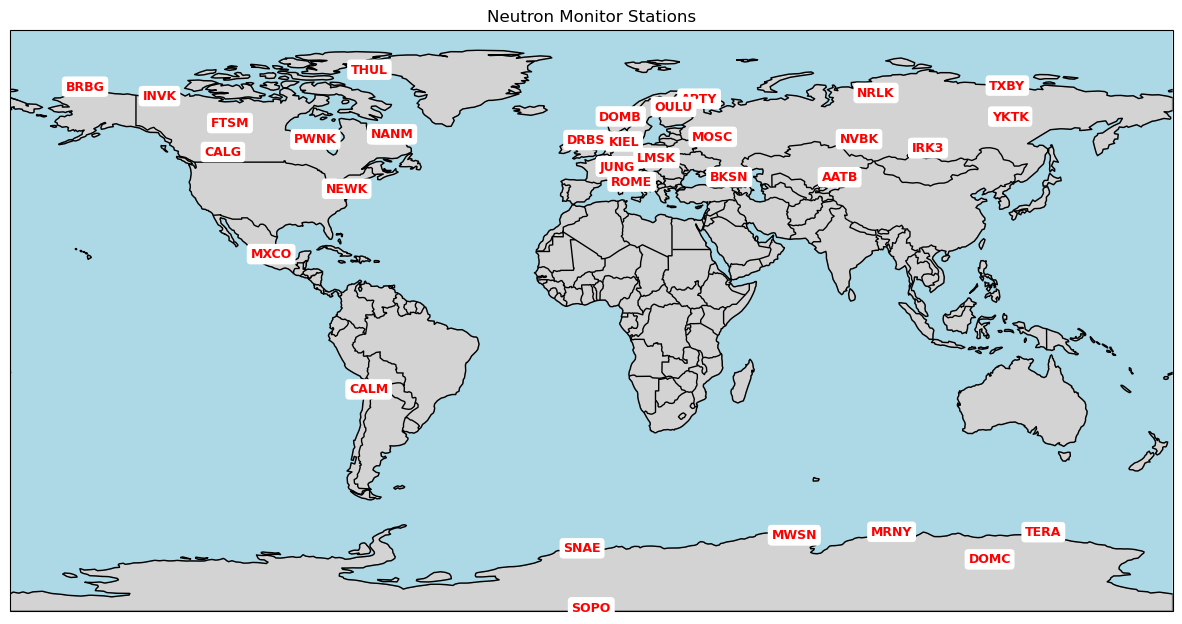 Neutron Monitor Stations
THUL
BRBG
TXBY
NRLK
INVK
APTY
OULU
DOMB
YKTK
FTSM
NANM
MOSC
PWNK
NVBK
DRBS
KIEL
IRK3
CALG
LMSK
JUNG
BKSN
AATB
ROME
NEWK
MXCO
CALM
MRNY
TERA
MWSN
SNAE
DOMC
SOPO